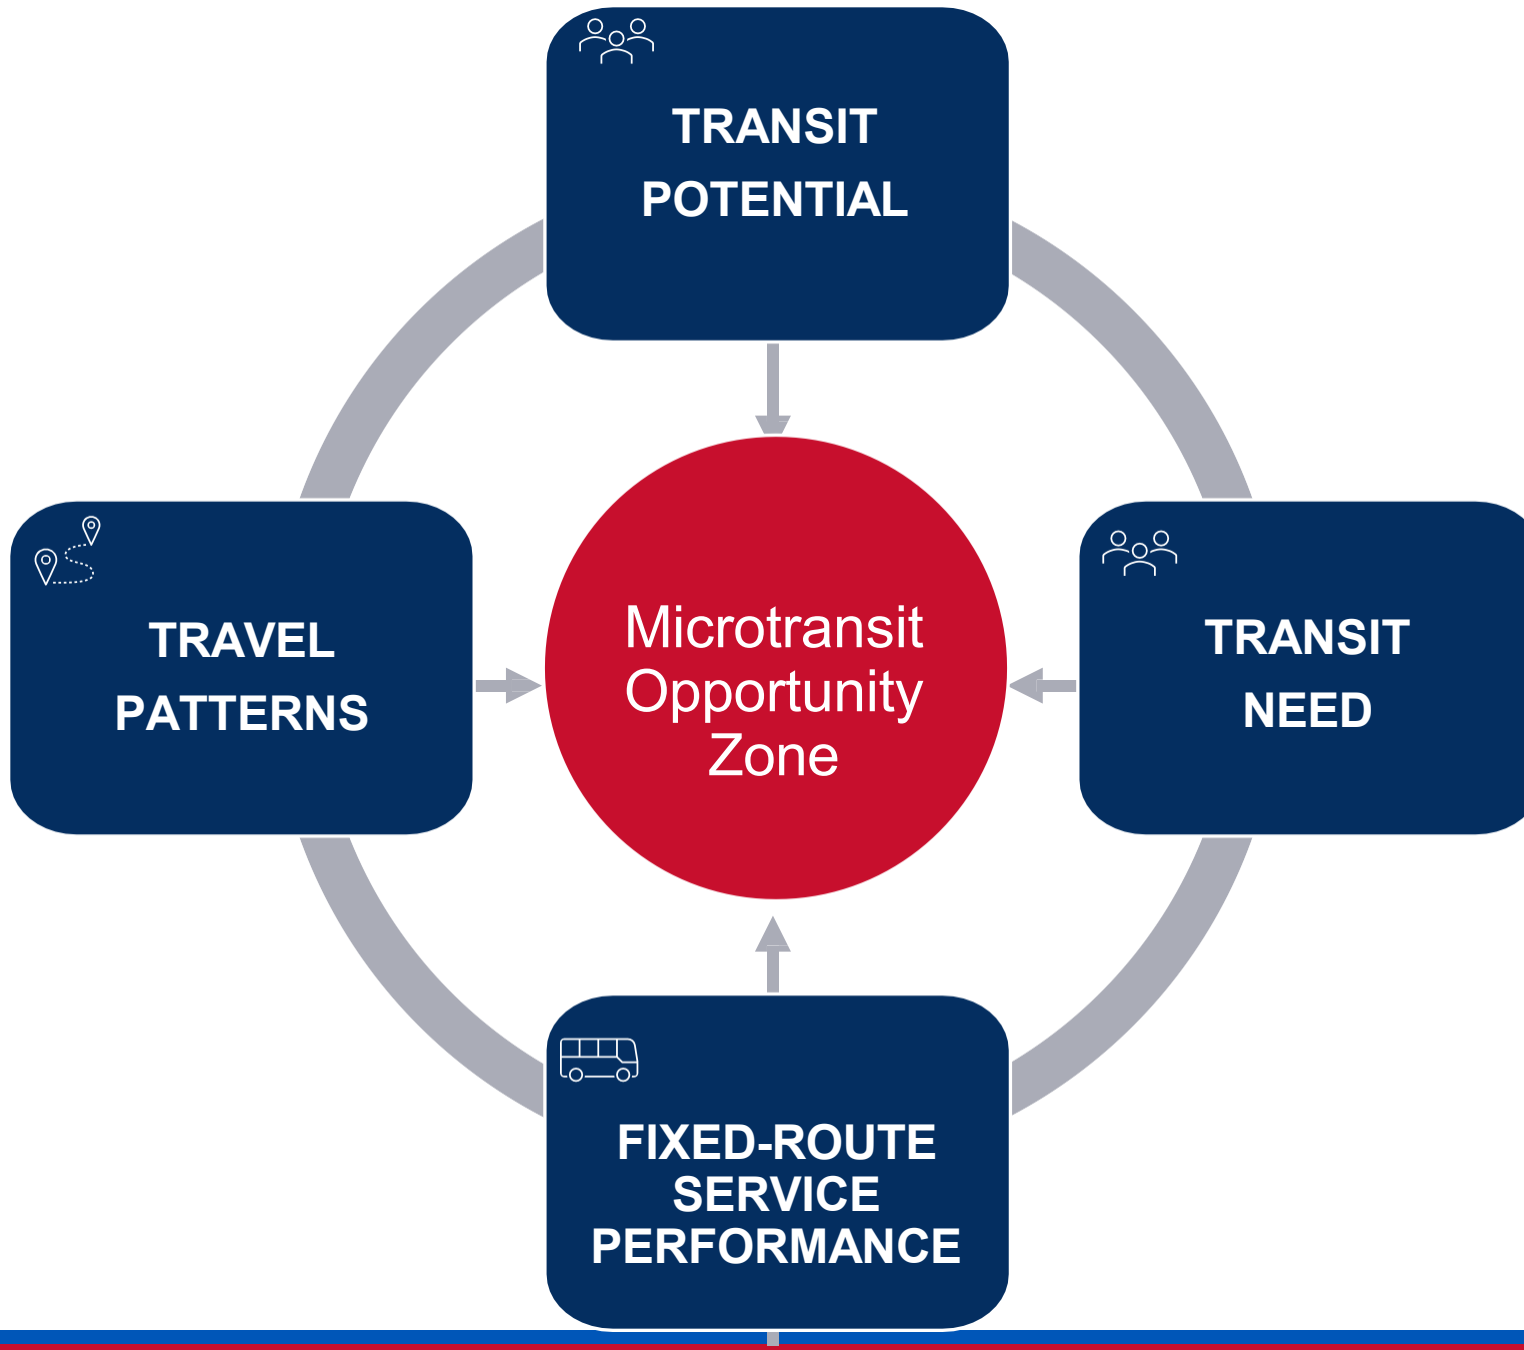 TRANSIT
POTENTIAL
TRAVEL
PATTERNS
Microtransit
Opportunity
Zone
TRANSIT
NEED
FIXED-ROUTE
SERVICE
PERFORMANCE